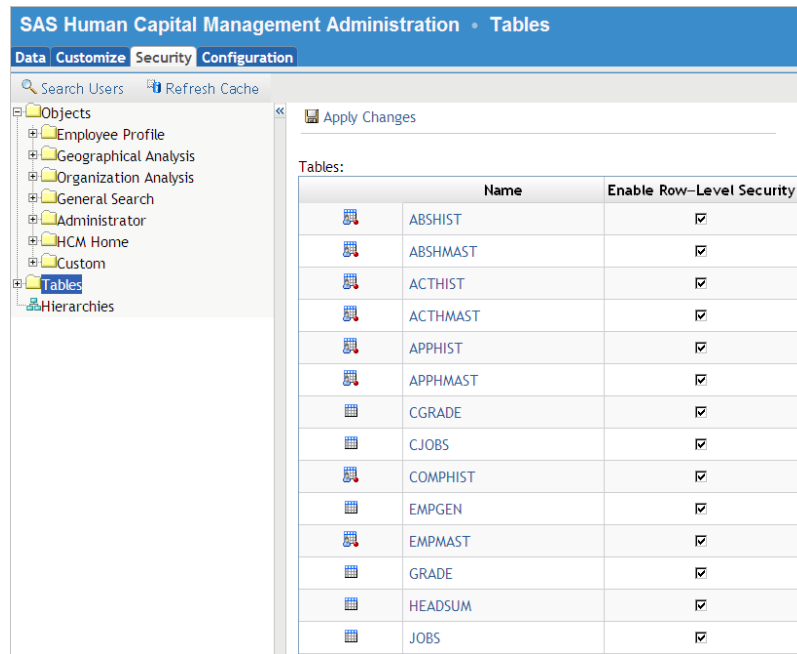 SAS Human Capital Management Administration • Tables
Data Customize Security Configuration
Search Users Refresh Cache
Objects
Employee Profile
Geographical Analysis
Organization Analysis
General Search
Administrator
HCM Home
Custom
Tables
Hierarchies
«
Apply Changes
Tables:
Name Enable Row-Level Security
ABSHIST
ABSHMAST
ACTHIST
ACTHMAST
APPHIST
APPHMAST
CGRADE
CJOBS
COMPHIST
EMPGEN
EMPMAST
GRADE
HEADSUM
JOBS